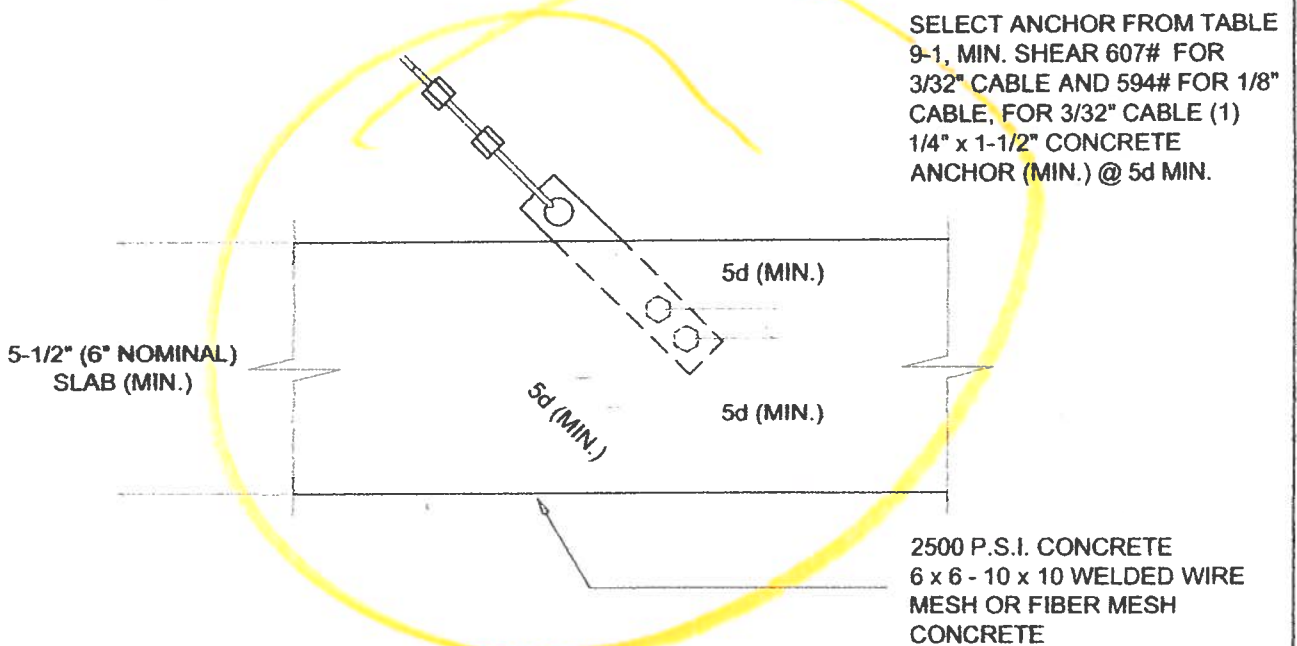 SELECT ANCHOR FROM TABLE
9-1, MIN. SHEAR 607# FOR
3/32" CABLE AND 594# FOR 1/8"
CABLE, FOR 3/32" CABLE (1)
1/4" x 1-1/2" CONCRETE
ANCHOR (MIN.) @ 5d MIN.
5d (MIN.)
5-1/2" (6" NOMINAL)
SLAB (MIN.)
5d (MIN.)
5d (MIN.)
2500 P.S.I. CONCRETE
6 x 6 - 10 x 10 WELDED WIRE
MESH OR FIBER MESH
CONCRETE